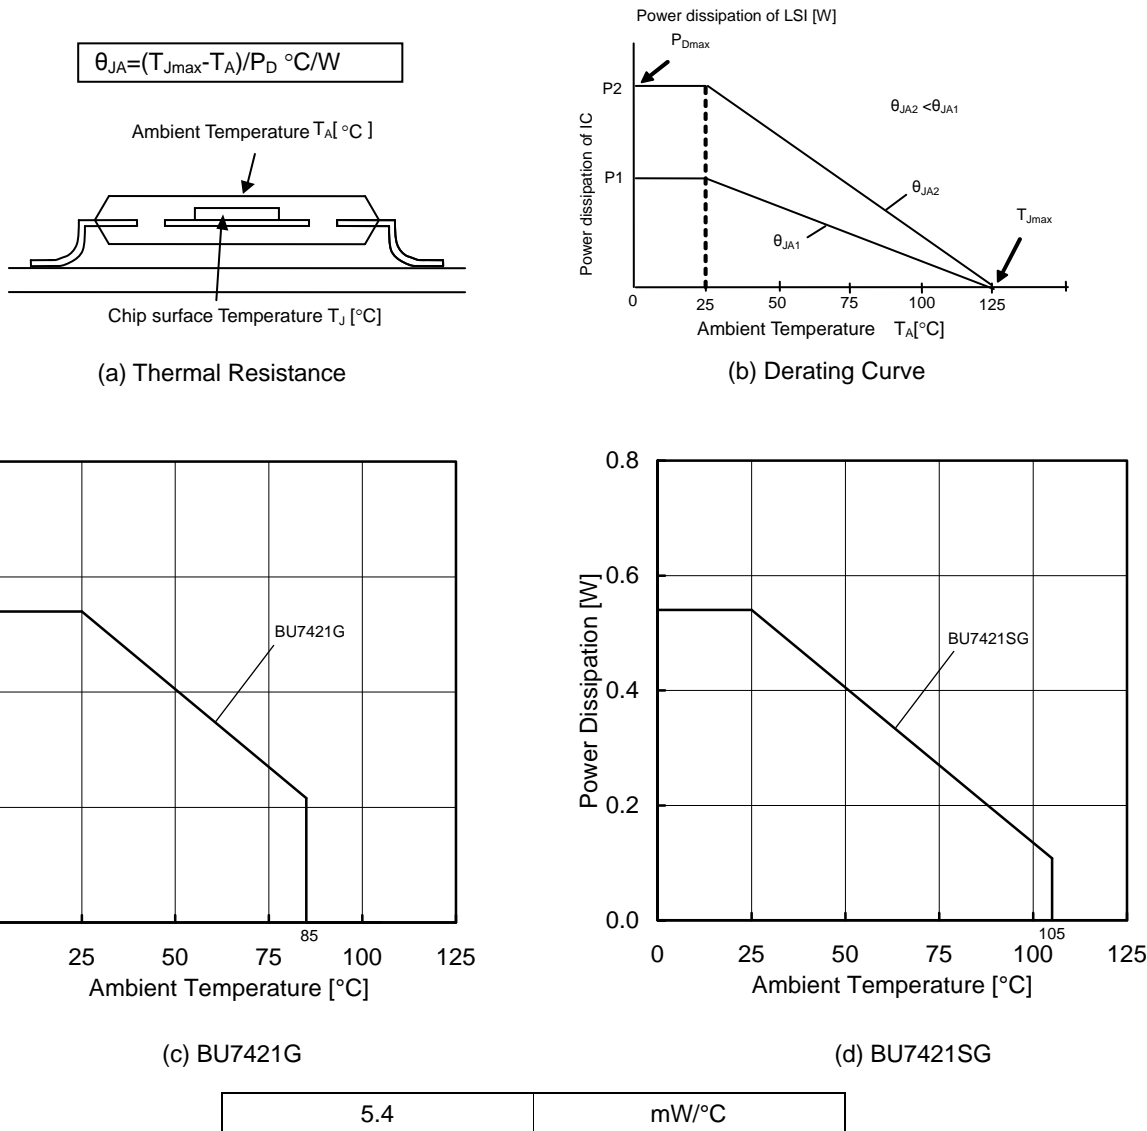 θJA=(TJmax-TA)/PD °C/W
Ambient Temperature TA[ °C ]
Chip surface Temperature TJ [°C]
(a) Thermal Resistance
Power dissipation of LSI [W]
PDmax
P2
θJA2 <θJA1
Power dissipation of IC
P1
θJA2
TJmax
θJA1
0 25 50 75 100 125
Ambient Temperature TA[°C]
(b) Derating Curve
BU7421G
85
25 50 75 100 125
Ambient Temperature [°C]
(c) BU7421G
0.8
0.6
0.4
0.2
0.0
Power Dissipation [W]
BU7421SG
105
0 25 50 75 100 125
Ambient Temperature [°C]
(d) BU7421SG
5.4 mW/°C